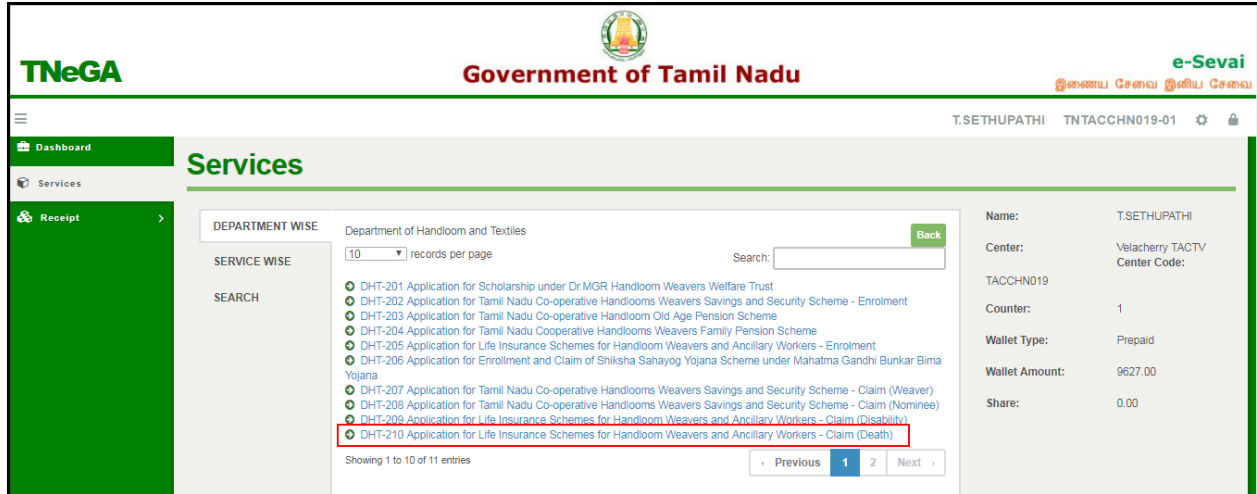 TNeGA
Government of Tamil Nadu
e-Sevai
இணைய சேவை இனிய சேவை
T.SETHUPATHI TNTACCHN019-01
Dashboard
Services
Receipt
Services
DEPARTMENT WISE
SERVICE WISE
SEARCH
Department of Handloom and Textiles
Back
10 records per page
Search:
DHT-201 Application for Scholarship under Dr.MGR Handloom Weavers Welfare Trust
DHT-202 Application for Tamil Nadu Co-operative Handlooms Weavers Savings and Security Scheme - Enrolment
DHT-203 Application for Tamil Nadu Co-operative Handloom Old Age Pension Scheme
DHT-204 Application for Tamil Nadu Cooperative Handlooms Weavers Family Pension Scheme
DHT-205 Application for Life Insurance Schemes for Handloom Weavers and Ancillary Workers - Enrolment
DHT-206 Application for Enrollment and Claim of Shiksha Sahayog Yojana Scheme under Mahatma Gandhi Bunkar Bima
Yojana
DHT-207 Application for Tamil Nadu Co-operative Handlooms Weavers Savings and Security Scheme - Claim (Weaver)
DHT-208 Application for Tamil Nadu Co-operative Handlooms Weavers Savings and Security Scheme - Claim (Nominee)
DHT-209 Application for Life Insurance Schemes for Handloom Weavers and Ancillary Workers - Claim (Disability)
DHT-210 Application for Life Insurance Schemes for Handloom Weavers and Ancillary Workers - Claim (Death)
Showing 1 to 10 of 11 entries
Previous 1 2 Next
Name: T.SETHUPATHI
Center: Velacherry TACTV
Center Code:
TACCHN019
Counter: 1
Wallet Type: Prepaid
Wallet Amount: 9627.00
Share: 0.00